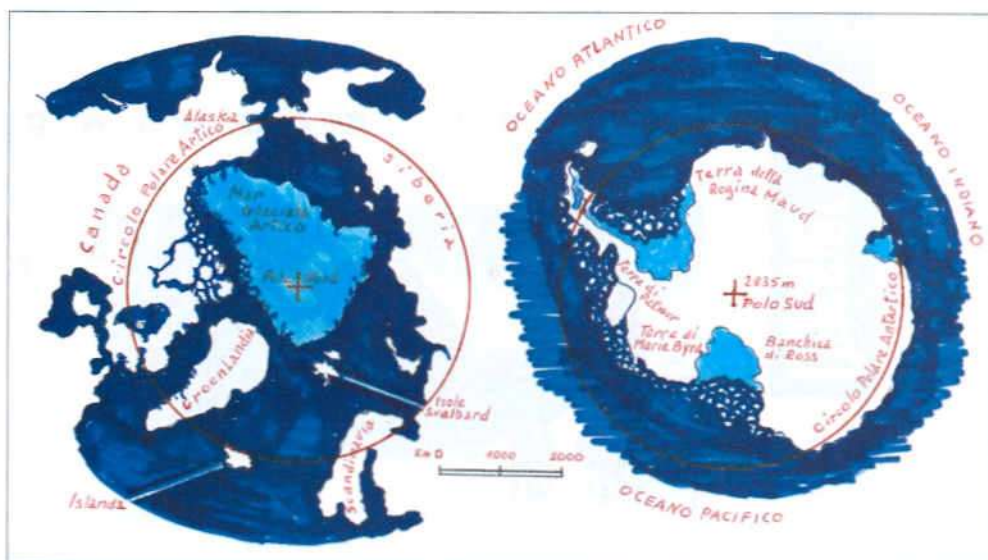 Alaska
Canada
Circolo Polare Artico
Siberia
Mar
Glaciale
Artico
Groenlandia
Isole
Svalbard
Scandinavia
Islanda
Km 0 1000 2000
OCEANO ATLANTICO
OCEANO INDIANO
OCEANO PACIFICO
Terra della
Regina Maud
2835 m
Polo Sud
Terra di
Palmer
Terra di
Marie Byrd
Banchisa
di Ross
Circolo Polare Antartico